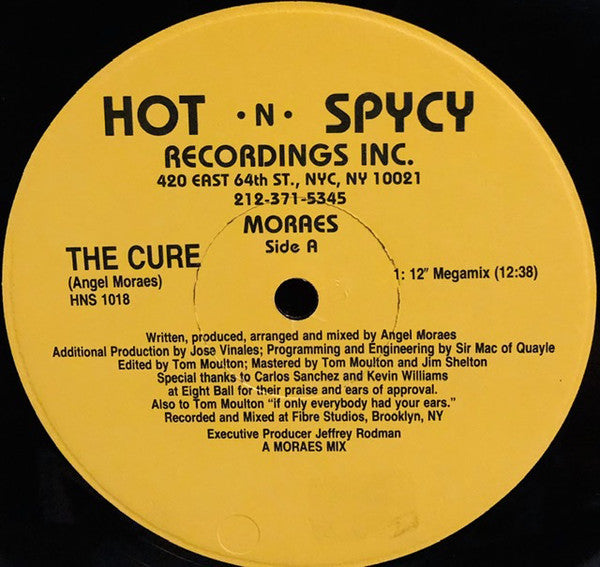 HOT · N · SPYCY
RECORDINGS INC.
420 EAST 64th ST., NYC, NY 10021
212-371-5345
MORAES
Side A
THE CURE
(Angel Moraes)
HNS 1018
1: 12" Megamix (12:38)
Written, produced, arranged and mixed by Angel Moraes
Additional Production by Jose Vinales; Programming and Engineering by Sir Mac of Quayle
Edited by Tom Moulton; Mastered by Tom Moulton and Jim Shelton
Special thanks to Carlos Sanchez and Kevin Williams
at Eight Ball for their praise and ears of approval.
Also to Tom Moulton "if only everybody had your ears."
Recorded and Mixed at Fibre Studios, Brooklyn, NY
Executive Producer Jeffrey Rodman
A MORAES MIX